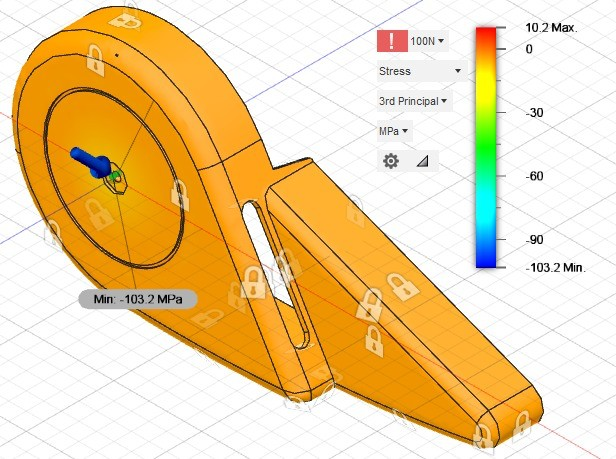 ! 100N
Stress
3rd Principal
MPa
10.2 Max.
0
-30
-60
-90
-103.2 Min.
Min: -103.2 MPa